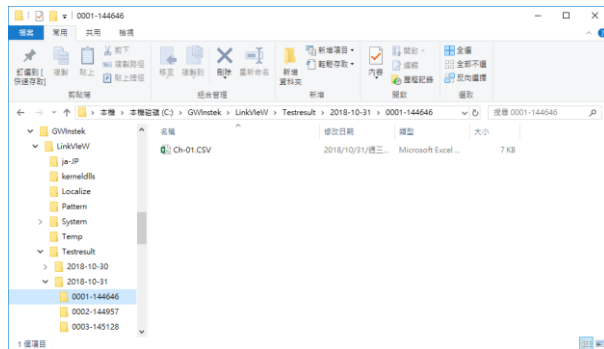 0001-144646
檔案 常用 共用 檢視
釘選到 [快速存取]
複製
貼上
剪下
複製路徑
貼上捷徑
剪貼簿
移至
複製到
刪除
重新命名
組合管理
新增資料夾
新增項目
輕鬆存取
新增
內容
開啟
編輯
歷程記錄
開啟
全選
全部不選
反向選擇
選取
本機 > 本機磁碟 (C:) > GWInstek > LinkVIeW > Testresult > 2018-10-31 > 0001-144646
搜尋 0001-144646
GWInstek
LinkVIeW
ja-JP
kerneldlls
Localize
Pattern
System
Temp
Testresult
2018-10-30
2018-10-31
0001-144646
0002-144957
0003-145128
名稱 修改日期 類型 大小
Ch-01.CSV 2018/10/31/週三... Microsoft Excel ... 7 KB
1 個項目